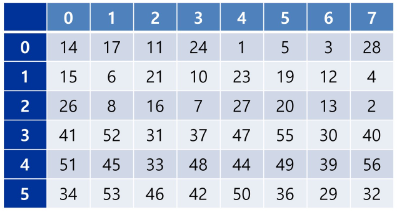 0 1 2 3 4 5 6 7
0 14 17 11 24 1 5 3 28
1 15 6 21 10 23 19 12 4
2 26 8 16 7 27 20 13 2
3 41 52 31 37 47 55 30 40
4 51 45 33 48 44 49 39 56
5 34 53 46 42 50 36 29 32